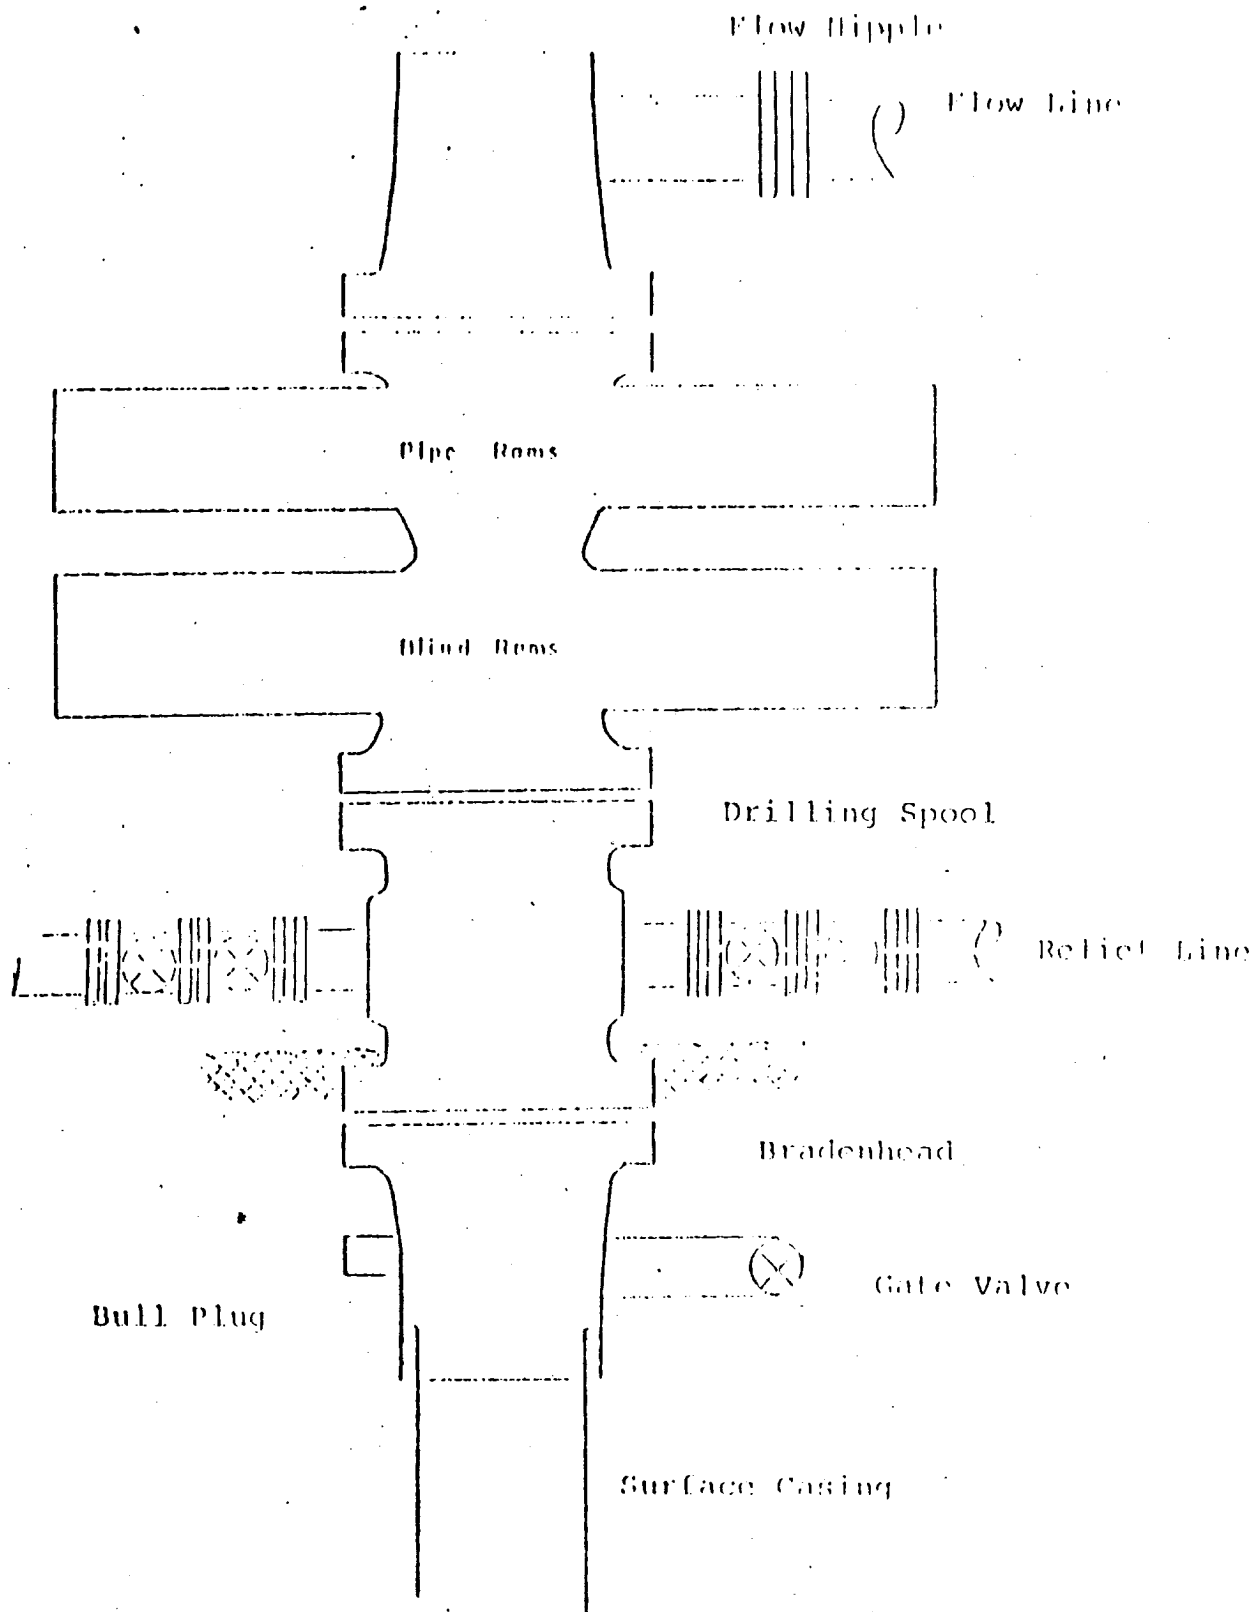 Flow Nipple
Flow Line
Pipe Rams
Blind Rams
Drilling Spool
Relief Line
Bradenhead
Gate Valve
Bull Plug
Surface Casing